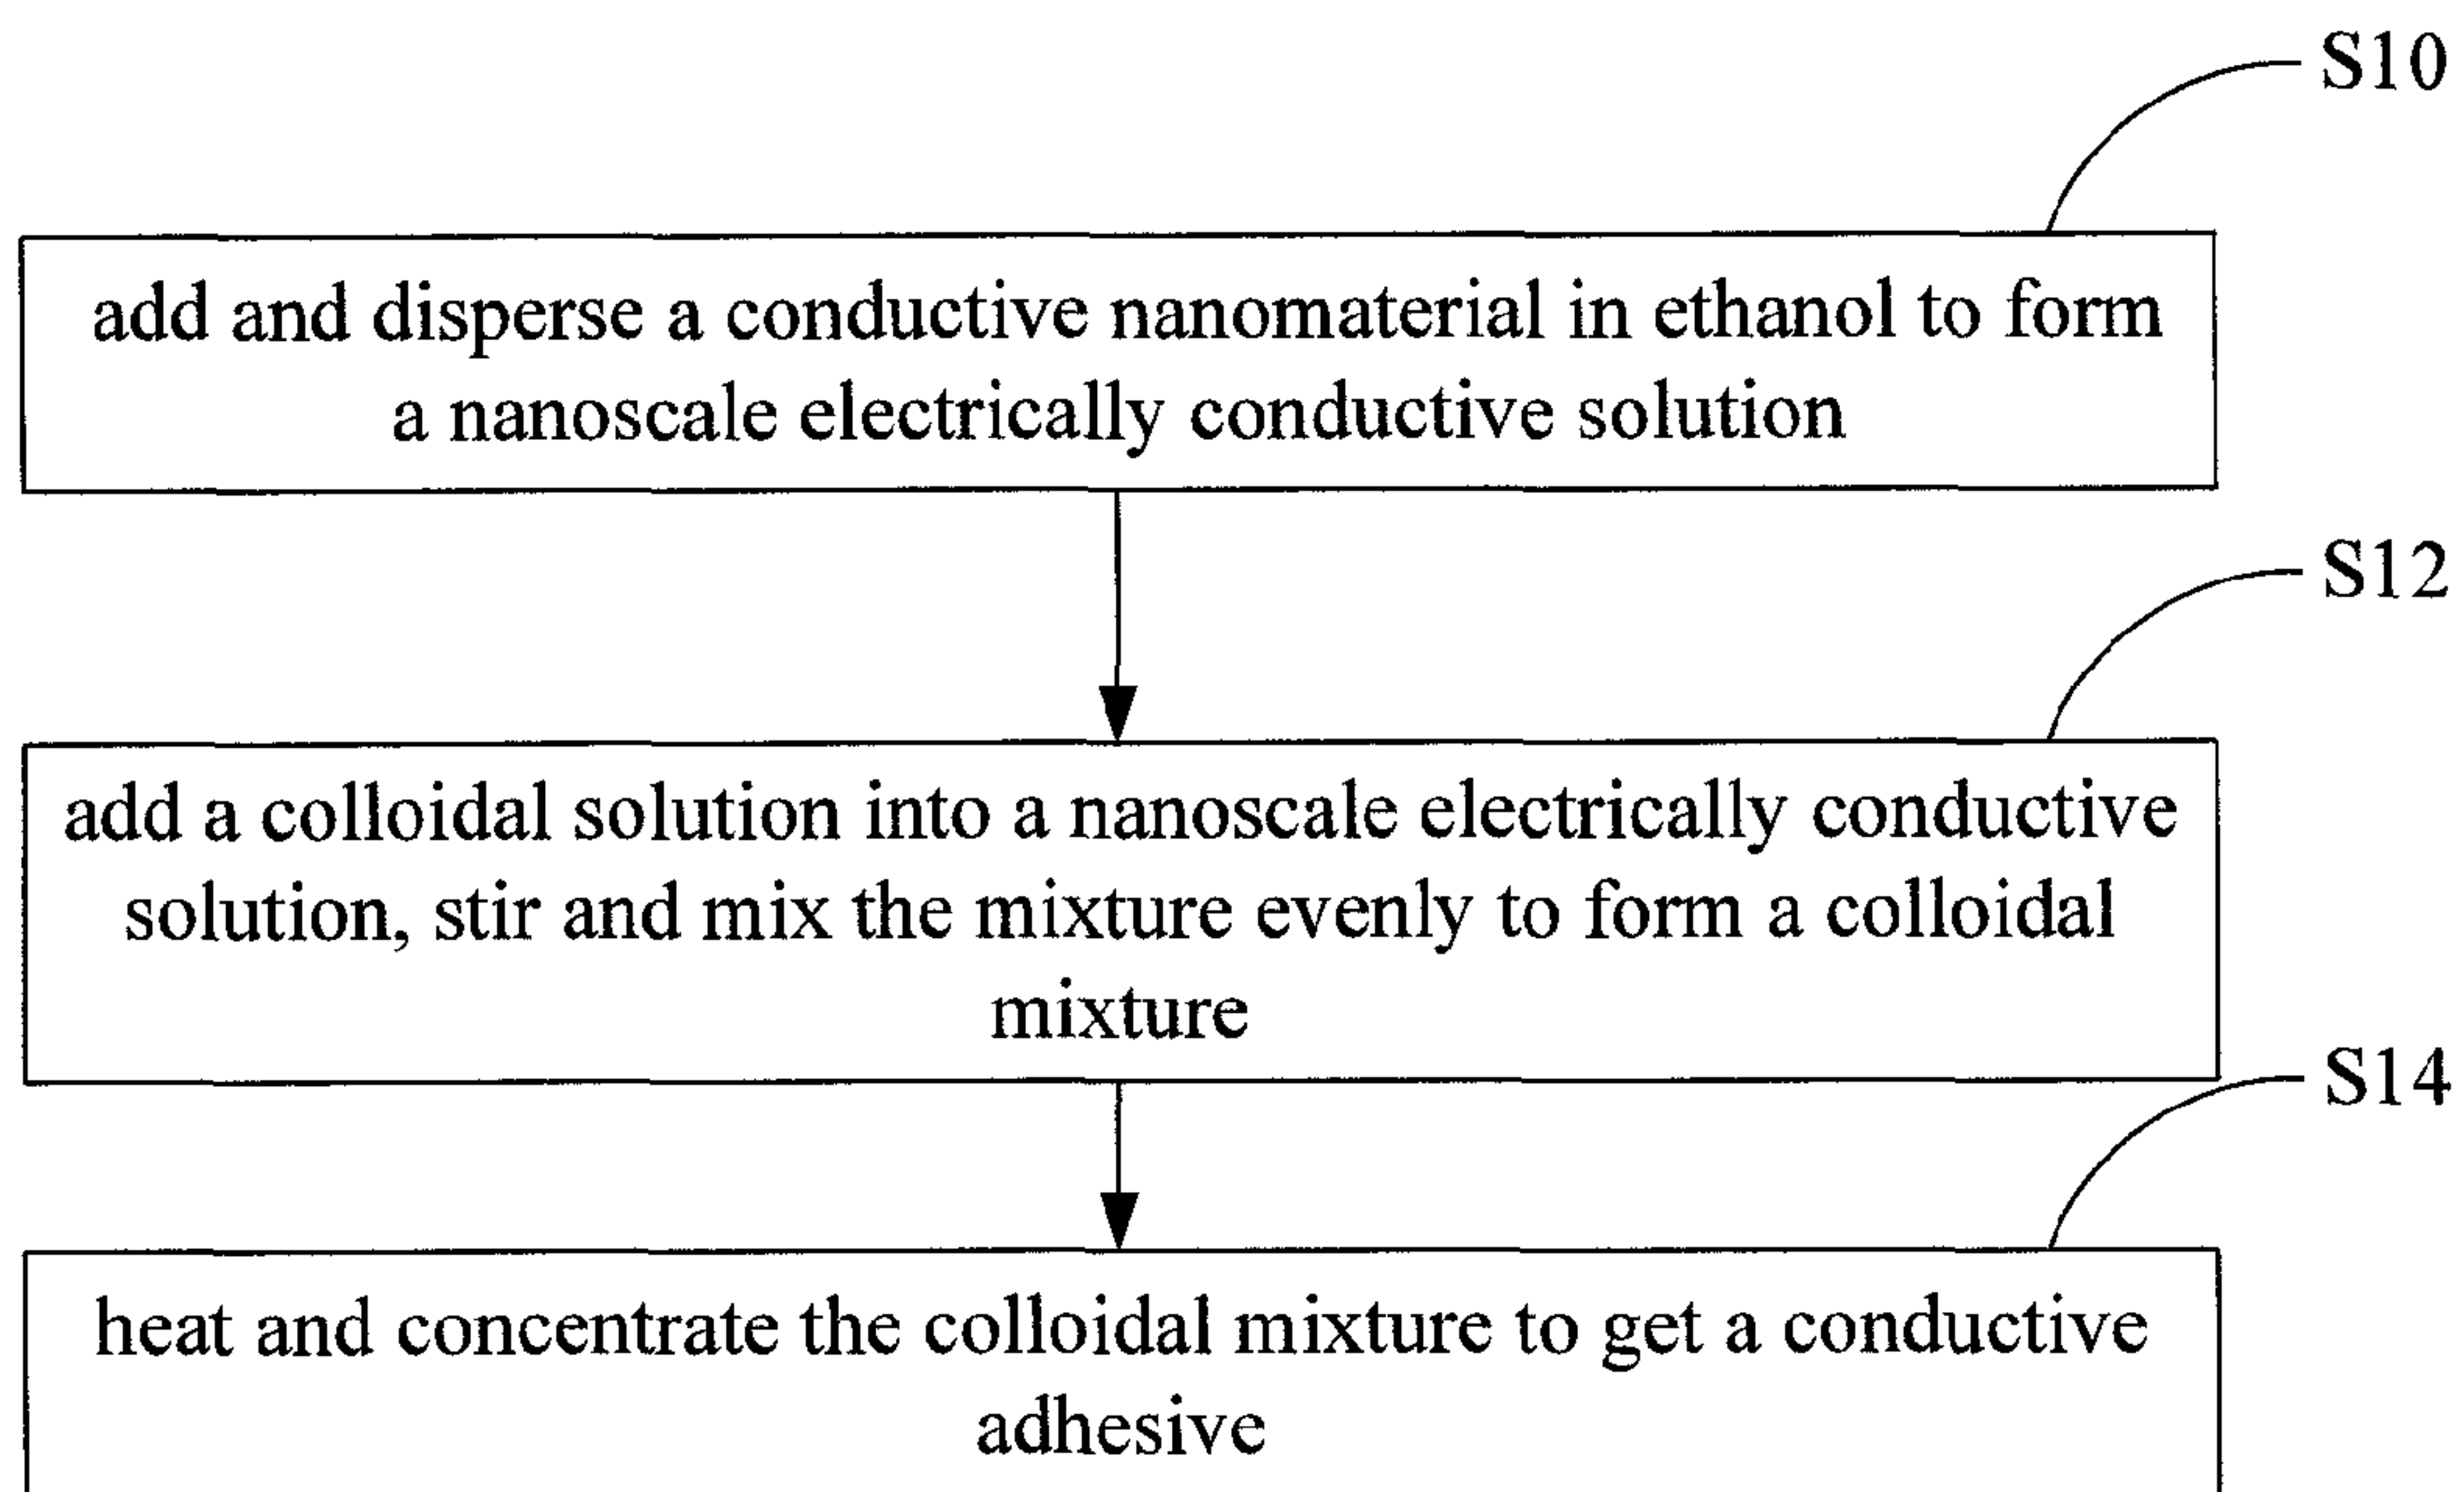 S10
add and disperse a conductive nanomaterial in ethanol to form
a nanoscale electrically conductive solution
S12
add a colloidal solution into a nanoscale electrically conductive
solution, stir and mix the mixture evenly to form a colloidal
mixture
S14
heat and concentrate the colloidal mixture to get a conductive
adhesive